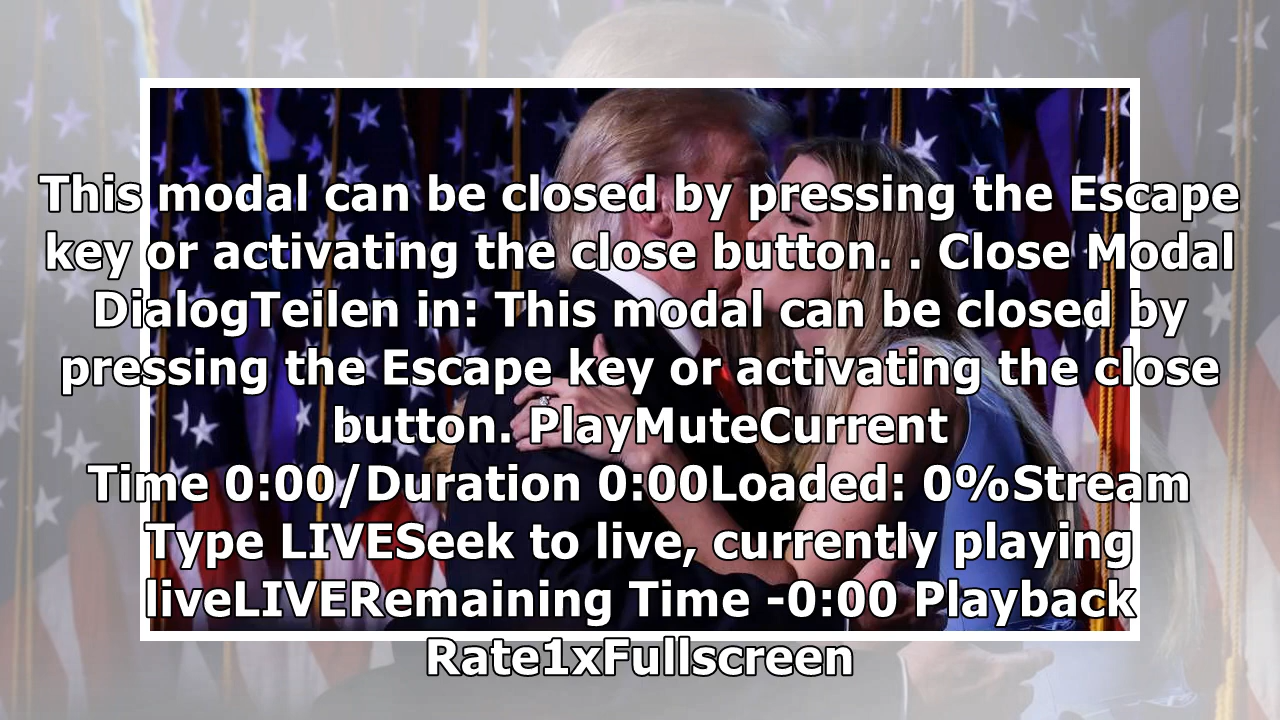 This modal can be closed by pressing the Escape
key or activating the close button. . Close Modal
DialogTeilen in: This modal can be closed by
pressing the Escape key or activating the close
button. PlayMuteCurrent
Time 0:00/Duration 0:00Loaded: 0%Stream
Type LIVESeek to live, currently playing
liveLIVERemaining Time -0:00 Playback
Rate1xFullscreen